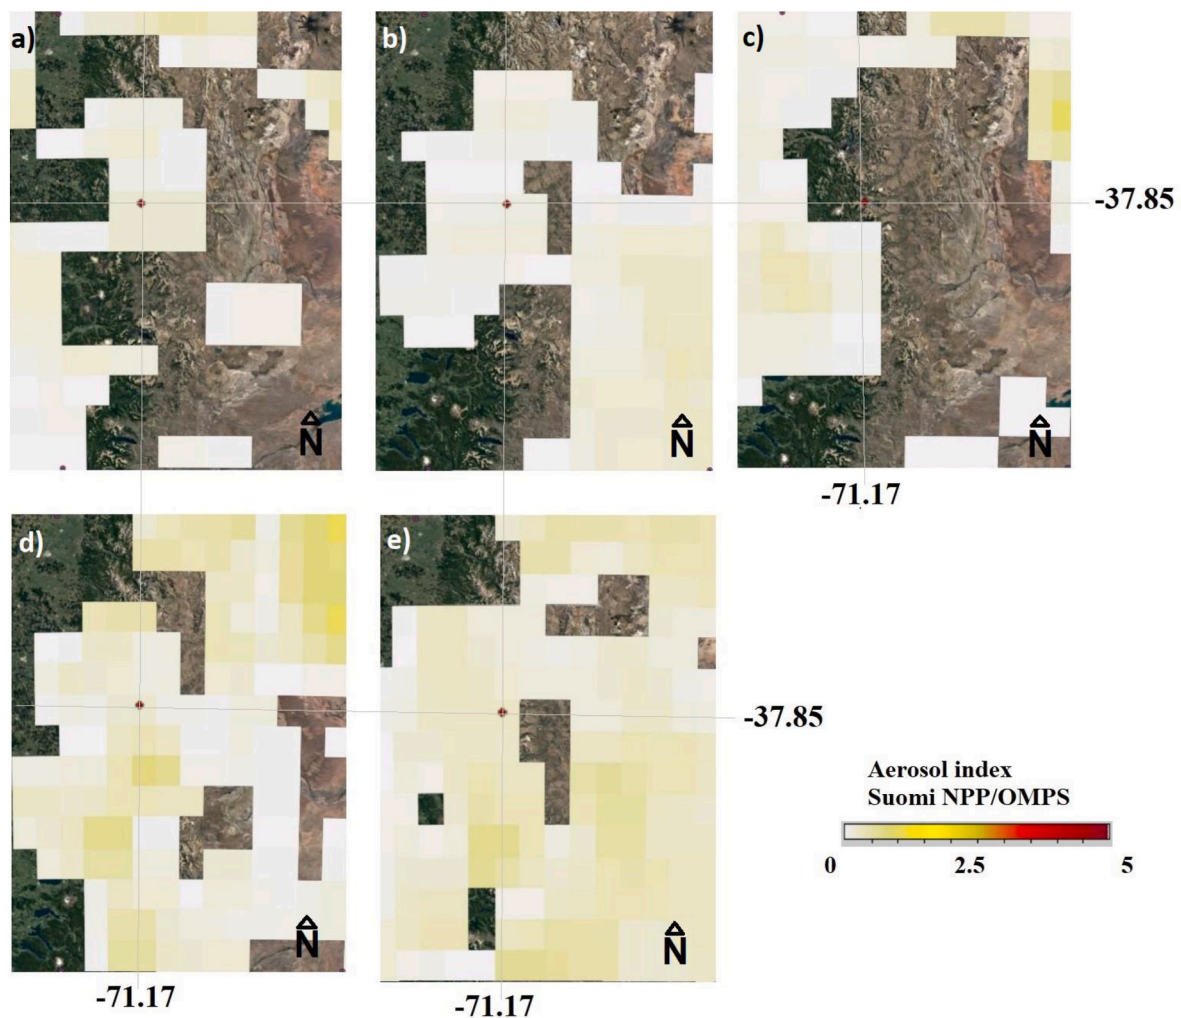 a)
b)
c)
N
N
N
-37.85
-71.17
d)
e)
N
N
-37.85
-71.17
-71.17
Aerosol index
Suomi NPP/OMPS
0 2.5 5